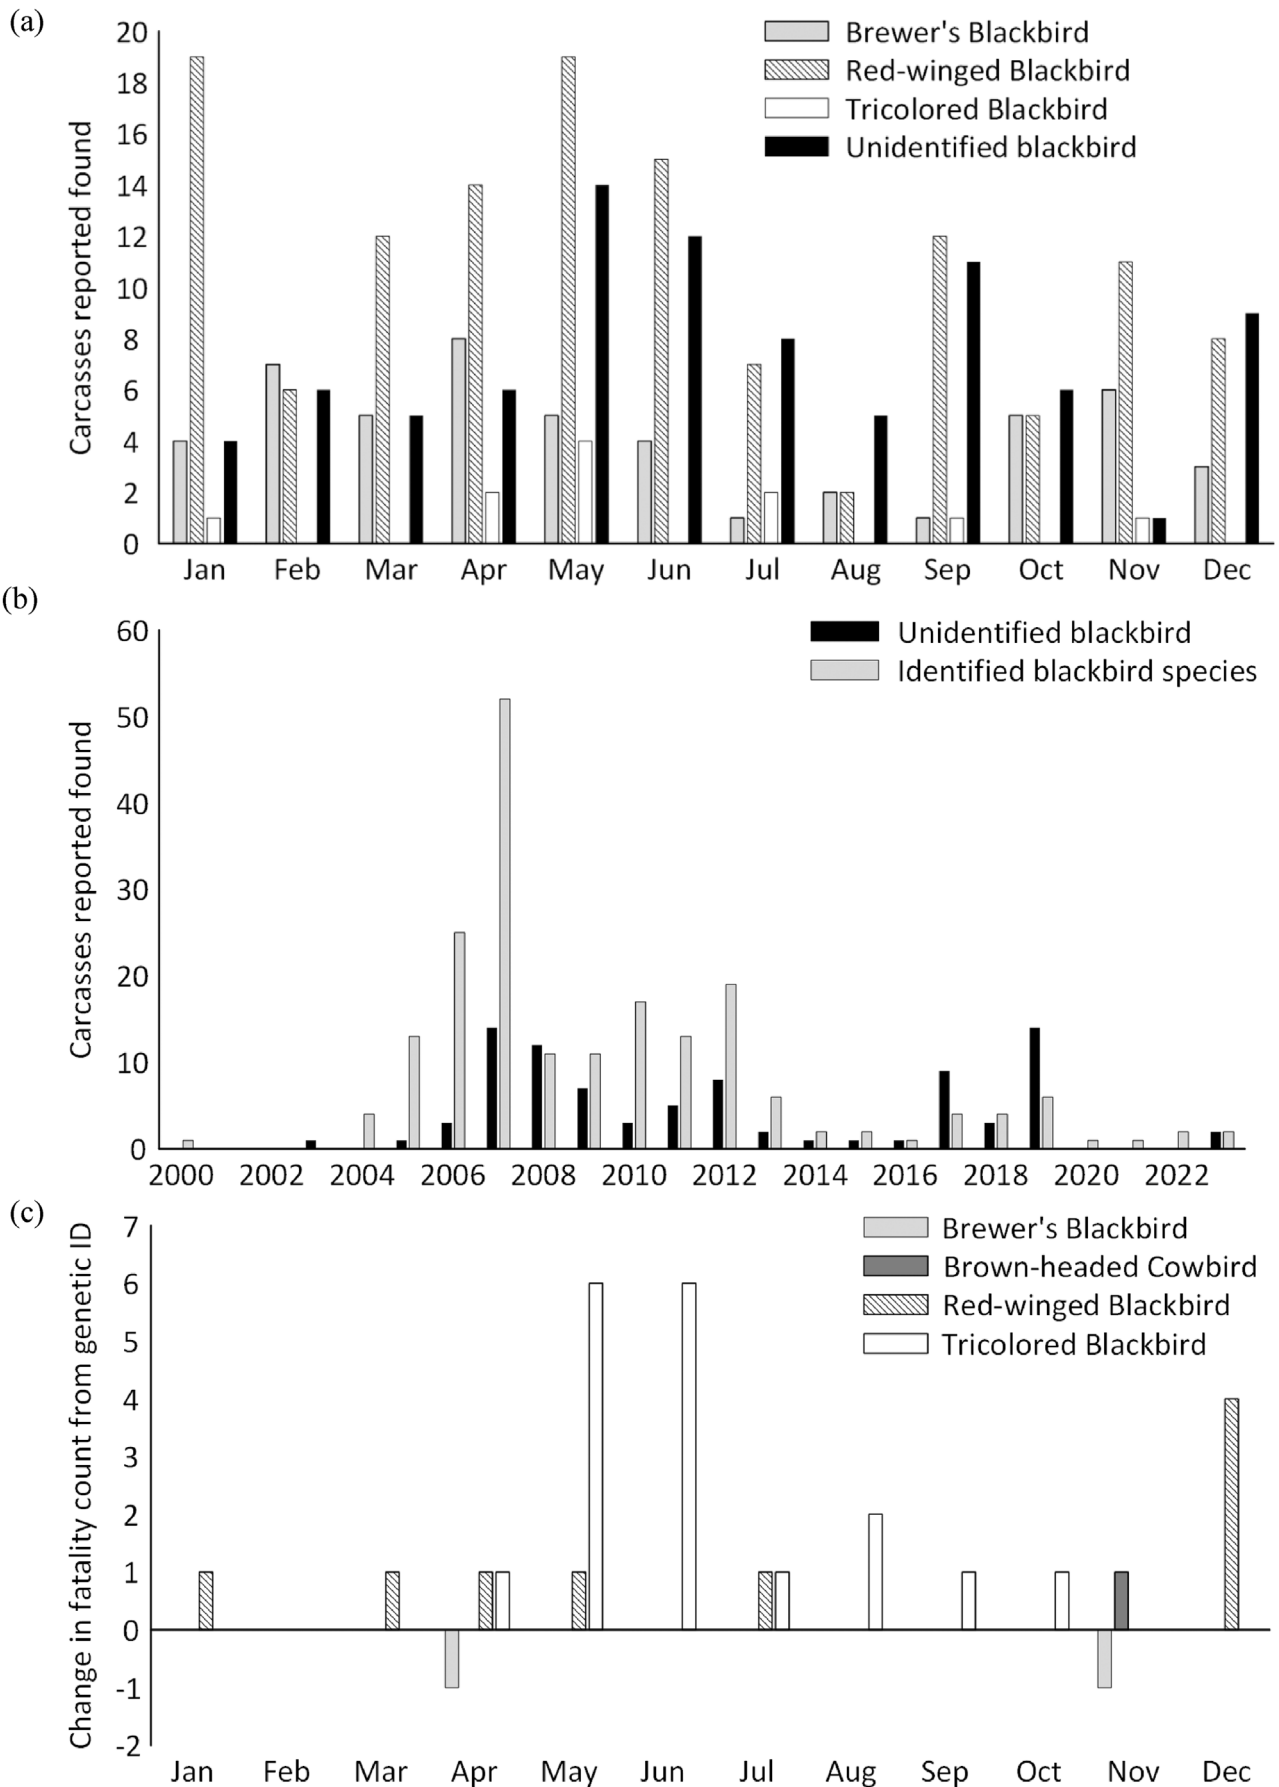 (a)
Carcasses reported found
20
18
16
14
12
10
8
6
4
2
0
Brewer's Blackbird
Red-winged Blackbird
Tricolored Blackbird
Unidentified blackbird
Jan Feb Mar Apr May Jun Jul Aug Sep Oct Nov Dec
(b)
Carcasses reported found
60
50
40
30
20
10
0
Unidentified blackbird
Identified blackbird species
2000 2002 2004 2006 2008 2010 2012 2014 2016 2018 2020 2022
(c)
Change in fatality count from genetic ID
7
6
5
4
3
2
1
0
-1
-2
Brewer's Blackbird
Brown-headed Cowbird
Red-winged Blackbird
Tricolored Blackbird
Jan Feb Mar Apr May Jun Jul Aug Sep Oct Nov Dec